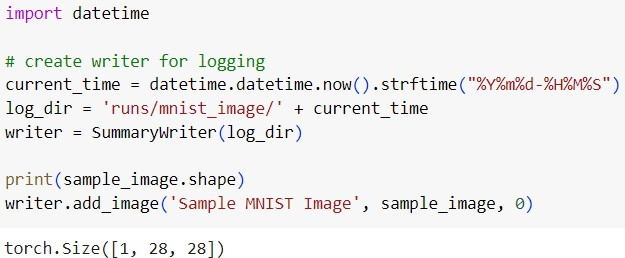 import datetime
# create writer for logging
current_time = datetime.datetime.now().strftime("%Y%m%d-%H%M%S")
log_dir = 'runs/mnist_image/' + current_time
writer = SummaryWriter(log_dir)
print(sample_image.shape)
writer.add_image('Sample MNIST Image', sample_image, 0)
torch.Size([1, 28, 28])